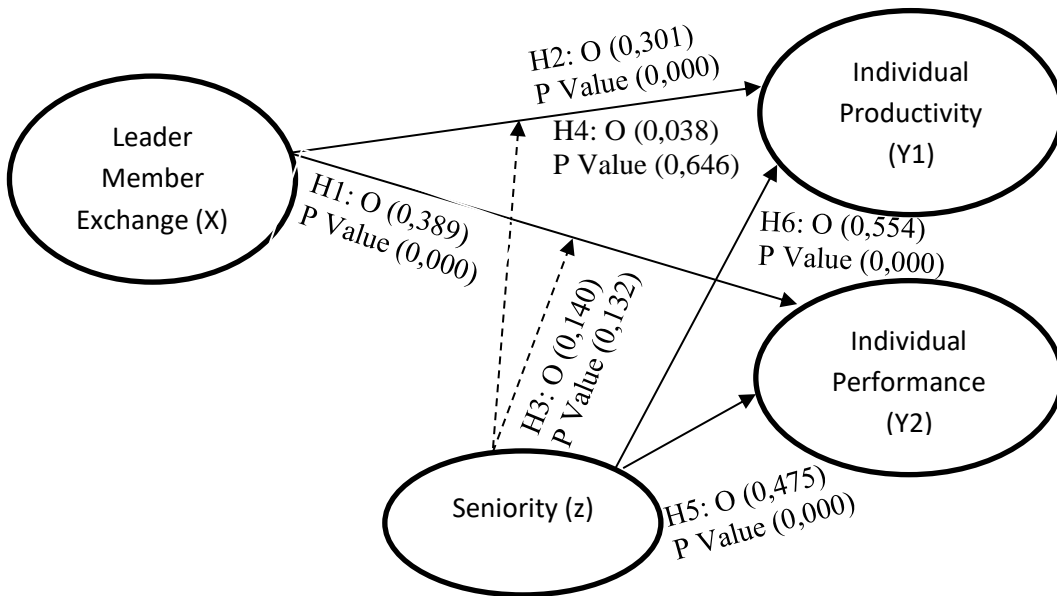 Leader
Member
Exchange (X)
H2: O (0,301)
P Value (0,000)
H4: O (0,038)
P Value (0,646)
Individual
Productivity
(Y1)
H1: O (0,389)
P Value (0,000)
H6: O (0,554)
P Value (0,000)
H3: O (0,140)
P Value (0,132)
Individual
Performance
(Y2)
Seniority (z)
H5: O (0,475)
P Value (0,000)